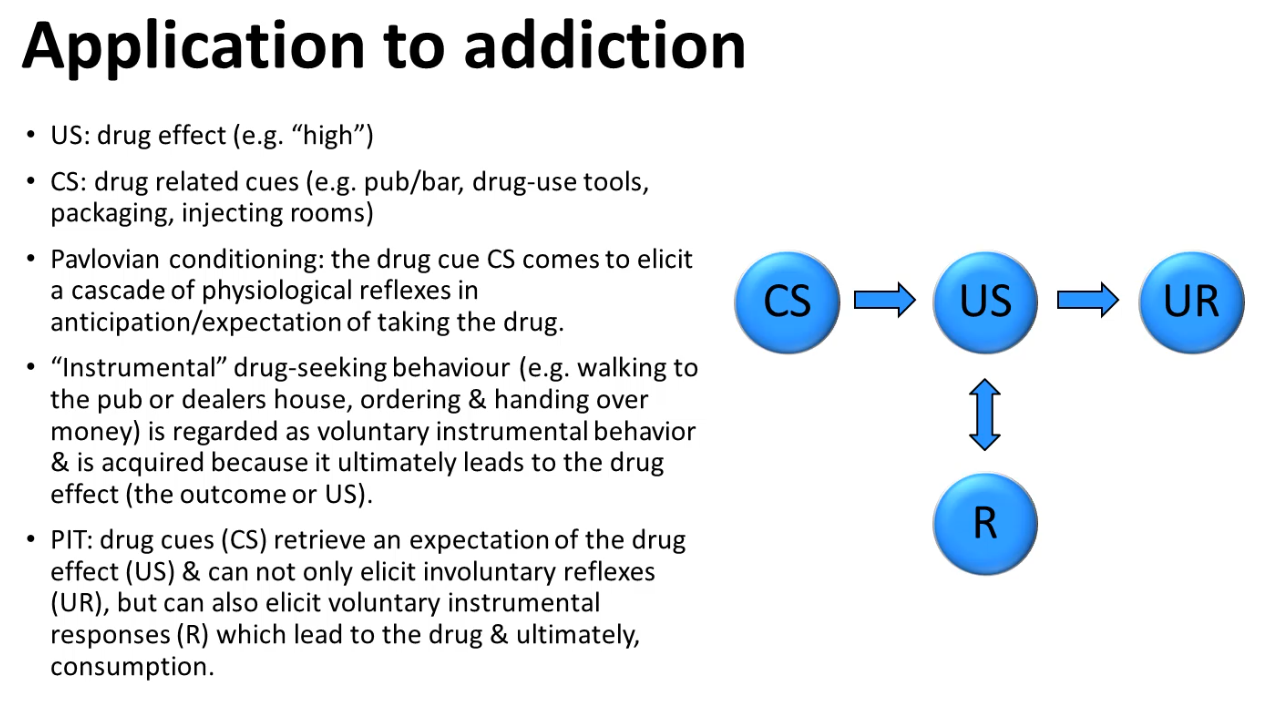 Application to addiction
• US: drug effect (e.g. “high”)
• CS: drug related cues (e.g. pub/bar, drug-use tools,
packaging, injecting rooms)
• Pavlovian conditioning: the drug cue CS comes to elicit
a cascade of physiological reflexes in
anticipation/expectation of taking the drug.
• “Instrumental” drug-seeking behaviour (e.g. walking to
the pub or dealers house, ordering & handing over
money) is regarded as voluntary instrumental behavior
& is acquired because it ultimately leads to the drug
effect (the outcome or US).
• PIT: drug cues (CS) retrieve an expectation of the drug
effect (US) & can not only elicit involuntary reflexes
(UR), but can also elicit voluntary instrumental
responses (R) which lead to the drug & ultimately,
consumption.
CS
US
UR
R